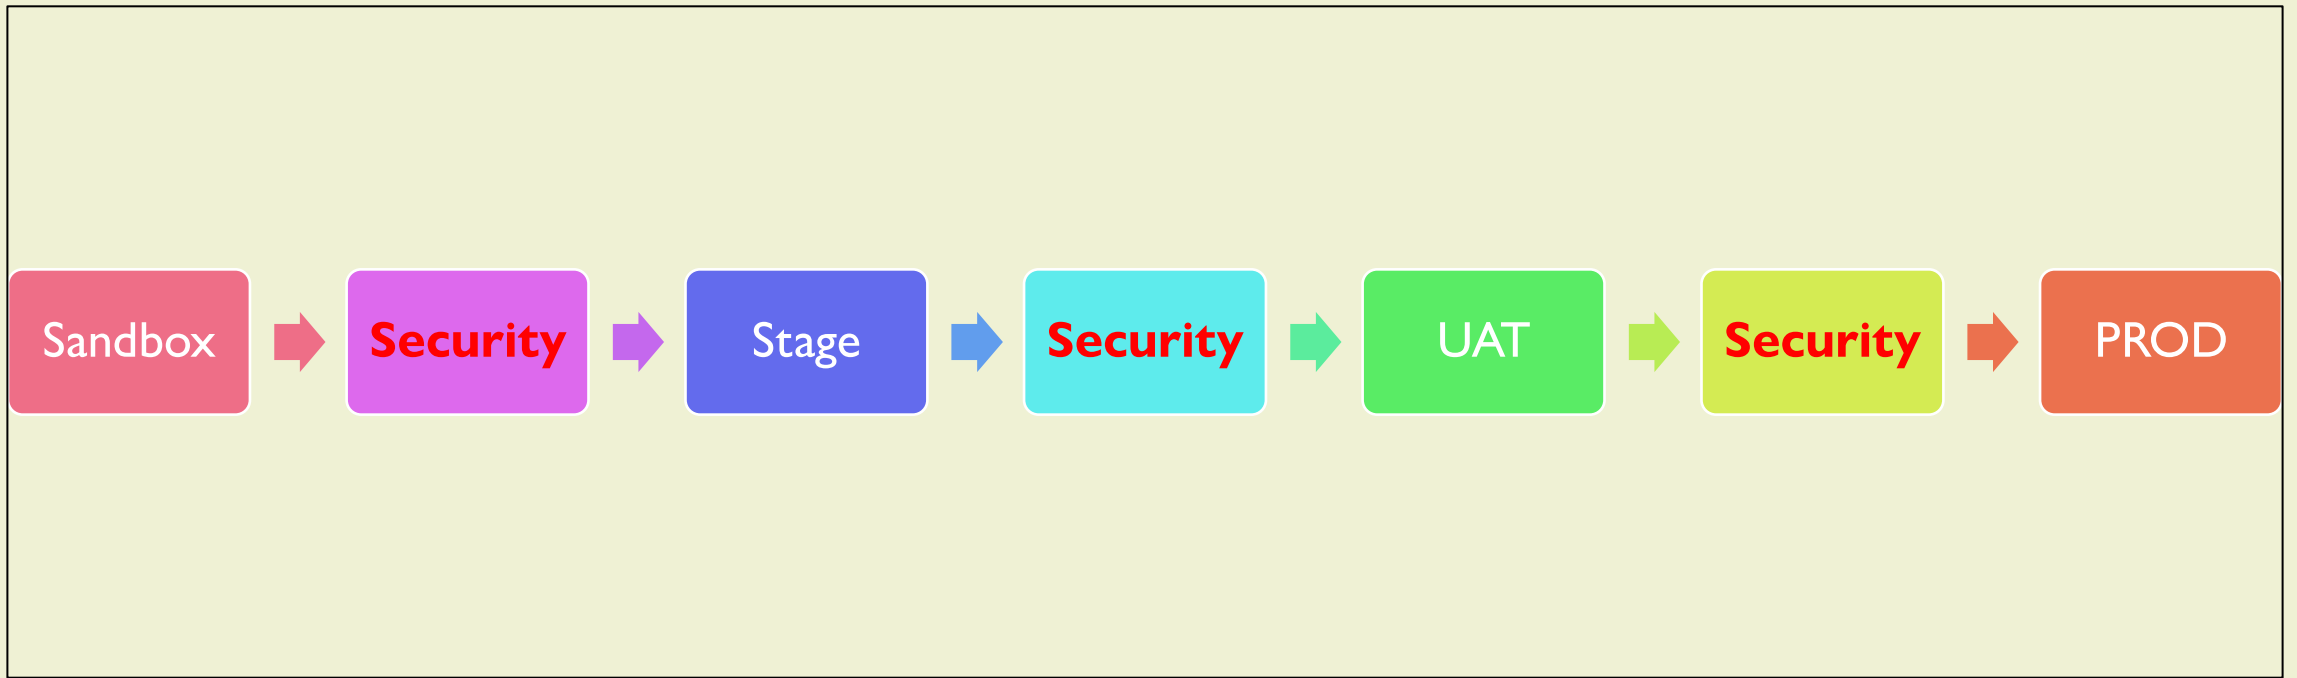 Sandbox
Security
Stage
Security
UAT
Security
PROD